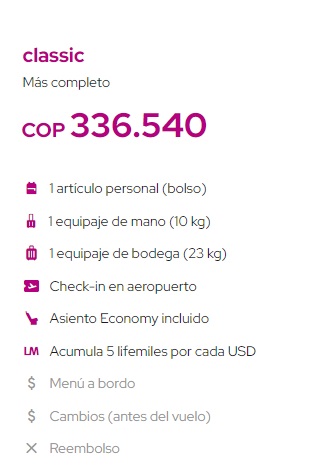 classic
Más completo
COP 336.540
1 artículo personal (bolso)
1 equipaje de mano (10 kg)
1 equipaje de bodega (23 kg)
Check-in en aeropuerto
Asiento Economy incluido
LM Acumula 5 lifemiles por cada USD
$ Menú a bordo
$ Cambios (antes del vuelo)
Reembolso